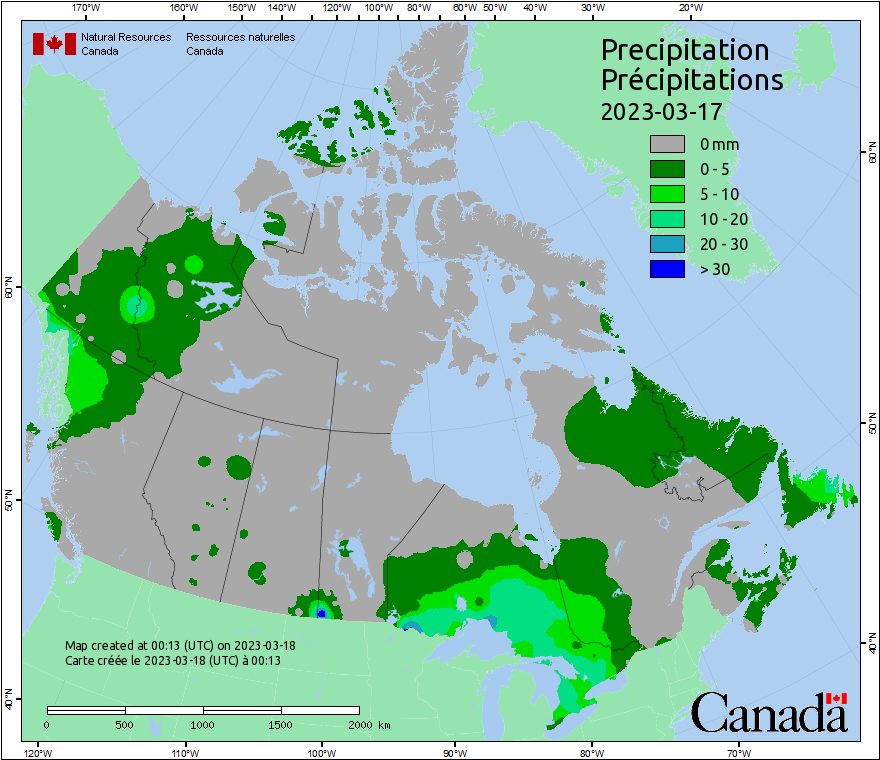 170°W 160°W 150°W 140°W 120°W 100°W 80°W 60°W 50°W 40°W 30°W 20°W
Natural Resources Ressources naturelles
Canada Canada
Precipitation
Précipitations
2023-03-17
0 mm
0 - 5
5 - 10
10 - 20
20 - 30
> 30
60°N 60°N
50°N 50°N
40°N 40°N
Map created at 00:13 (UTC) on 2023-03-18
Carte créée le 2023-03-18 (UTC) à 00:13
0 500 1000 1500 2000 km
Canada
120°W 110°W 100°W 90°W 80°W 70°W